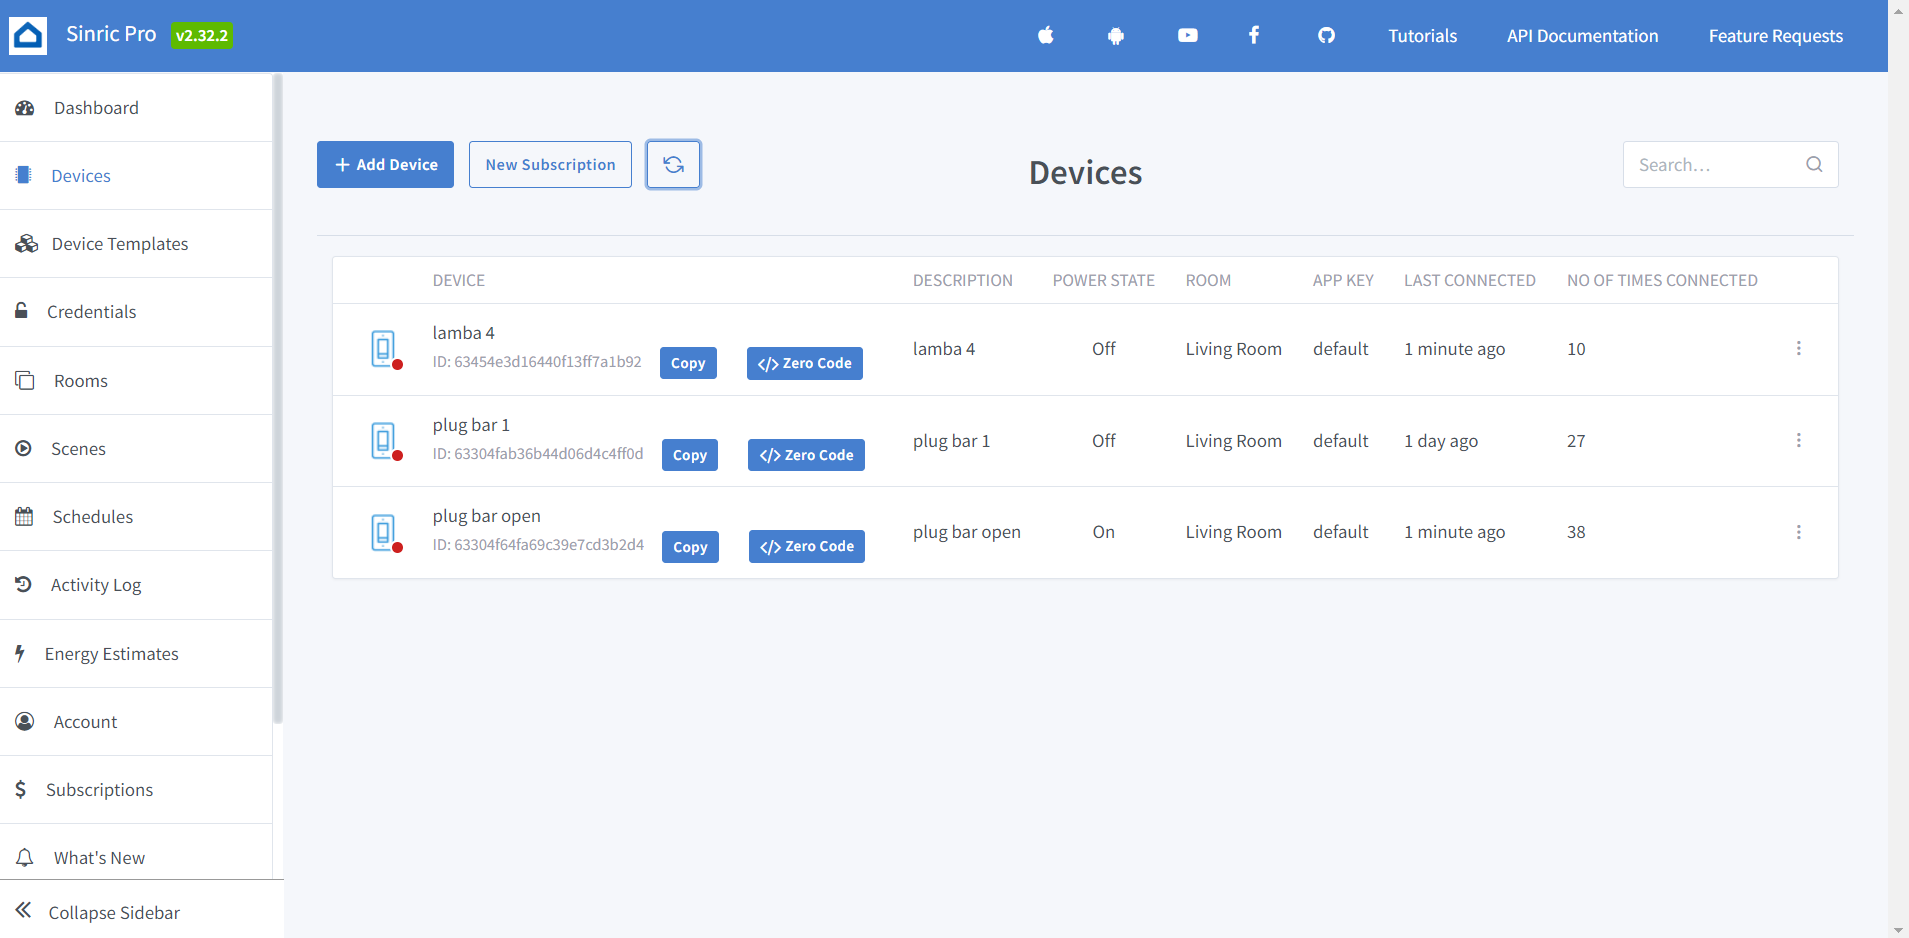 Sinric Pro v2.32.2 Tutorials API Documentation Feature Requests
Dashboard
Devices
Device Templates
Credentials
Rooms
Scenes
Schedules
Activity Log
Energy Estimates
Account
Subscriptions
What's New
Collapse Sidebar
+ Add Device New Subscription Devices Search...
DEVICE DESCRIPTION POWER STATE ROOM APP KEY LAST CONNECTED NO OF TIMES CONNECTED
lamba 4
ID: 63454e3d16440f13ff7a1b92 Copy </> Zero Code lamba 4 Off Living Room default 1 minute ago 10
plug bar 1
ID: 63304fab36b44d06d4c4ff0d Copy </> Zero Code plug bar 1 Off Living Room default 1 day ago 27
plug bar open
ID: 63304f64fa69c39e7cd3b2d4 Copy </> Zero Code plug bar open On Living Room default 1 minute ago 38